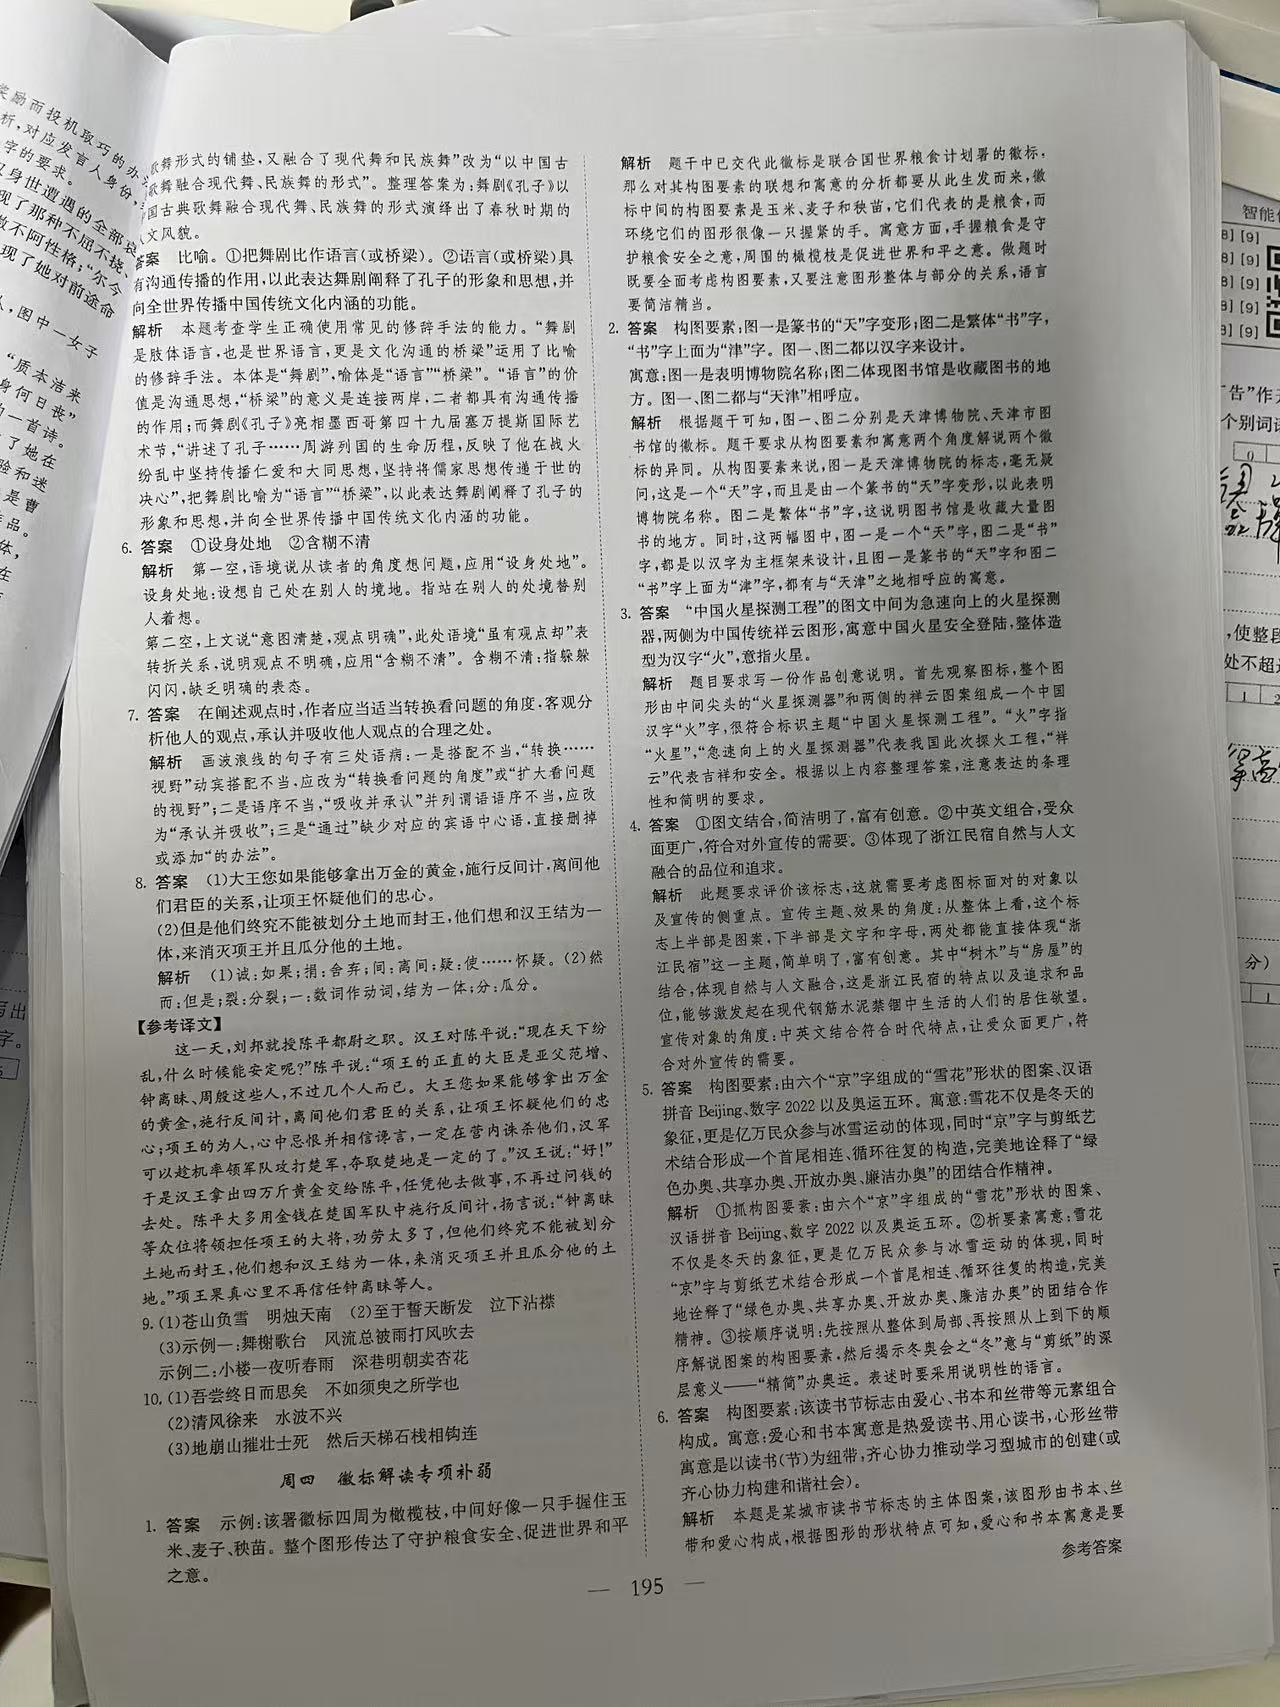 奖励而投机取巧的办
析,对应发言人身份,
字的要求。
身世遭遇的全部哀
现了那种不屈不挠、
傲不阿性格;“尔今
现了她对前途命
图中一女子
“质本洁来
身何日丧”
的一首诗。
了她在
验和迷
是曹
作品。
体,
在
歌舞形式的铺垫,又融合了现代舞和民族舞”改为“以中国古
歌舞融合现代舞、民族舞的形式”。整理答案为:舞剧《孔子》以
国古典歌舞融合现代舞、民族舞的形式演绎出了春秋时期的
人文风貌。
答案 比喻。①把舞剧比作语言(或桥梁)。②语言(或桥梁)具
有沟通传播的作用,以此表达舞剧阐释了孔子的形象和思想,并
向全世界传播中国传统文化内涵的功能。
解析 本题考查学生正确使用常见的修辞手法的能力。“舞剧
是肢体语言,也是世界语言,更是文化沟通的桥梁”运用了比喻
的修辞手法。本体是“舞剧”,喻体是“语言”“桥梁”。“语言”的价
值是沟通思想,“桥梁”的意义是连接两岸,二者都具有沟通传播
的作用;而舞剧《孔子》亮相墨西哥第四十九届塞万提斯国际艺
术节,“讲述了孔子……周游列国的生命历程,反映了他在战火
纷乱中坚持传播仁爱和大同思想,坚持将儒家思想传递于世的
决心”,把舞剧比喻为“语言”“桥梁”,以此表达舞剧阐释了孔子的
形象和思想,并向全世界传播中国传统文化内涵的功能。
6. 答案 ①设身处地 ②含糊不清
解析 第一空,语境说从读者的角度想问题,应用“设身处地”。
设身处地:设想自己处在别人的境地。指站在别人的处境替别
人着想。
第二空,上文说“意图清楚,观点明确”,此处语境“虽有观点却”表
转折关系,说明观点不明确,应用“含糊不清”。含糊不清:指躲躲
闪闪,缺乏明确的表态。
7. 答案 在阐述观点时,作者应当适当转换看问题的角度,客观分
析他人的观点,承认并吸收他人观点的合理之处。
解析 画波浪线的句子有三处语病:一是搭配不当,“转换……
视野”动宾搭配不当,应改为“转换看问题的角度”或“扩大看问题
的视野”;二是语序不当,“吸收并承认”并列谓语语序不当,应改
为“承认并吸收”;三是“通过”缺少对应的宾语中心语,直接删掉
或添加“的办法”。
8. 答案 (1)大王您如果能够拿出万金的黄金,施行反间计,离间他
们君臣的关系,让项王怀疑他们的忠心。
(2)但是他们终究不能被划分土地而封王,他们想和汉王结为一
体,来消灭项王并且瓜分他的土地。
解析 (1)诚:如果;捐:舍弃;间:离间;疑:使……怀疑。(2)然
而:但是;裂:分裂;一:数词作动词,结为一体;分:瓜分。
【参考译文】
这一天,刘邦就授陈平都尉之职。汉王对陈平说:“现在天下纷
乱,什么时候能安定呢?”陈平说:“项王的正直的大臣是亚父范增、
钟离昧、周殷这些人,不过几个人而已。大王您如果能够拿出万金
的黄金,施行反间计,离间他们君臣的关系,让项王怀疑他们的忠
心;项王的为人,心中忌恨并相信谗言,一定在营内诛杀他们,汉军
可以趁机率领军队攻打楚军,夺取楚地是一定的了。”汉王说:“好!”
于是汉王拿出四万斤黄金交给陈平,任凭他去做事,不再过问钱的
去处。陈平大多用金钱在楚国军队中施行反间计,扬言说:“钟离昧
等众位将领担任项王的大将,功劳太多了,但他们终究不能被划分
土地而封王,他们想和汉王结为一体,来消灭项王并且瓜分他的土
地。”项王果真心里不再信任钟离昧等人。
9. (1)苍山负雪 明烛天南 (2)至于誓天断发 泣下沾襟
(3)示例一:舞榭歌台 风流总被雨打风吹去
示例二:小楼一夜听春雨 深巷明朝卖杏花
10. (1)吾尝终日而思矣 不如须臾之所学也
(2)清风徐来 水波不兴
(3)地崩山摧壮士死 然后天梯石栈相钩连
周四 徽标解读专项补弱
1. 答案 示例:该署徽标四周为橄榄枝,中间好像一只手握住玉
米、麦子、秧苗。整个图形传达了守护粮食安全、促进世界和平
之意。
解析 题干中已交代此徽标是联合国世界粮食计划署的徽标,
那么对其构图要素的联想和寓意的分析都要从此生发而来,徽
标中间的构图要素是玉米、麦子和秧苗,它们代表的是粮食,而
环绕它们的图形很像一只握紧的手。寓意方面,手握粮食是守
护粮食安全之意,周围的橄榄枝是促进世界和平之意。做题时
既要全面考虑构图要素,又要注意图形整体与部分的关系,语言
要简洁精当。
2. 答案 构图要素:图一是篆书的“天”字变形;图二是繁体“书”字,
“书”字上面为“津”字。图一、图二都以汉字来设计。
寓意:图一是表明博物院名称;图二体现图书馆是收藏图书的地
方。图一、图二都与“天津”相呼应。
解析 根据题干可知,图一、图二分别是天津博物院、天津市图
书馆的徽标。题干要求从构图要素和寓意两个角度解说两个徽
标的异同。从构图要素来说,图一是天津博物院的标志,毫无疑
问,这是一个“天”字,而且是由一个篆书的“天”字变形,以此表明
博物院名称。图二是繁体“书”字,这说明图书馆是收藏大量图
书的地方。同时,这两幅图中,图一是一个“天”字,图二是“书”
字,都是以汉字为主框架来设计,且图一是篆书的“天”字和图二
“书”字上面为“津”字,都有与“天津”之地相呼应的寓意。
3. 答案 “中国火星探测工程”的图文中间为急速向上的火星探测
器,两侧为中国传统祥云图形,寓意中国火星安全登陆,整体造
型为汉字“火”,意指火星。
解析 题目要求写一份作品创意说明。首先观察图标,整个图
形由中间尖头的“火星探测器”和两侧的祥云图案组成一个中国
汉字“火”字,很符合标识主题“中国火星探测工程”。“火”字指
“火星”,“急速向上的火星探测器”代表我国此次探火工程,“祥
云”代表吉祥和安全。根据以上内容整理答案,注意表达的条理
性和简明的要求。
4. 答案 ①图文结合,简洁明了,富有创意。②中英文组合,受众
面更广,符合对外宣传的需要。③体现了浙江民宿自然与人文
融合的品位和追求。
解析 此题要求评价该标志,这就需要考虑图标面对的对象以
及宣传的侧重点。宣传主题、效果的角度:从整体上看,这个标
志上半部是图案,下半部是文字和字母,两处都能直接体现“浙
江民宿”这一主题,简单明了,富有创意。其中“树木”与“房屋”的
结合,体现自然与人文融合,这是浙江民宿的特点以及追求和品
位,能够激发起在现代钢筋水泥禁锢中生活的人们的居住欲望。
宣传对象的角度:中英文结合符合时代特点,让受众面更广,符
合对外宣传的需要。
5. 答案 构图要素:由六个“京”字组成的“雪花”形状的图案、汉语
拼音 Beijing、数字 2022 以及奥运五环。寓意:雪花不仅是冬天的
象征,更是亿万民众参与冰雪运动的体现,同时“京”字与剪纸艺
术结合形成一个首尾相连、循环往复的构造,完美地诠释了“绿
色办奥、共享办奥、开放办奥、廉洁办奥”的团结合作精神。
解析 ①抓构图要素:由六个“京”字组成的“雪花”形状的图案、
汉语拼音 Beijing、数字 2022 以及奥运五环。②析要素寓意:雪花
不仅是冬天的象征,更是亿万民众参与冰雪运动的体现,同时
“京”字与剪纸艺术结合形成一个首尾相连、循环往复的构造,完美
地诠释了“绿色办奥、共享办奥、开放办奥、廉洁办奥”的团结合作
精神。③按顺序说明:先按照从整体到局部、再按照从上到下的顺
序解说图案的构图要素,然后揭示冬奥会之“冬”意与“剪纸”的深
层意义——“精简”办奥运。表述时要采用说明性的语言。
6. 答案 构图要素:该读书节标志由爱心、书本和丝带等元素组合
构成。寓意:爱心和书本寓意是热爱读书、用心读书,心形丝带
寓意是以读书(节)为纽带,齐心协力推动学习型城市的创建(或
齐心协力构建和谐社会)。
解析 本题是某城市读书节标志的主体图案,该图形由书本、丝
带和爱心构成,根据图形的形状特点可知,爱心和书本寓意是要
参考答案
— 195 —
智能
8] [9]
8] [9]
8] [9]
8] [9]
8] [9]
告”作
个别词语
0
,使整段
处不超过
1 2
分)
写出
字。